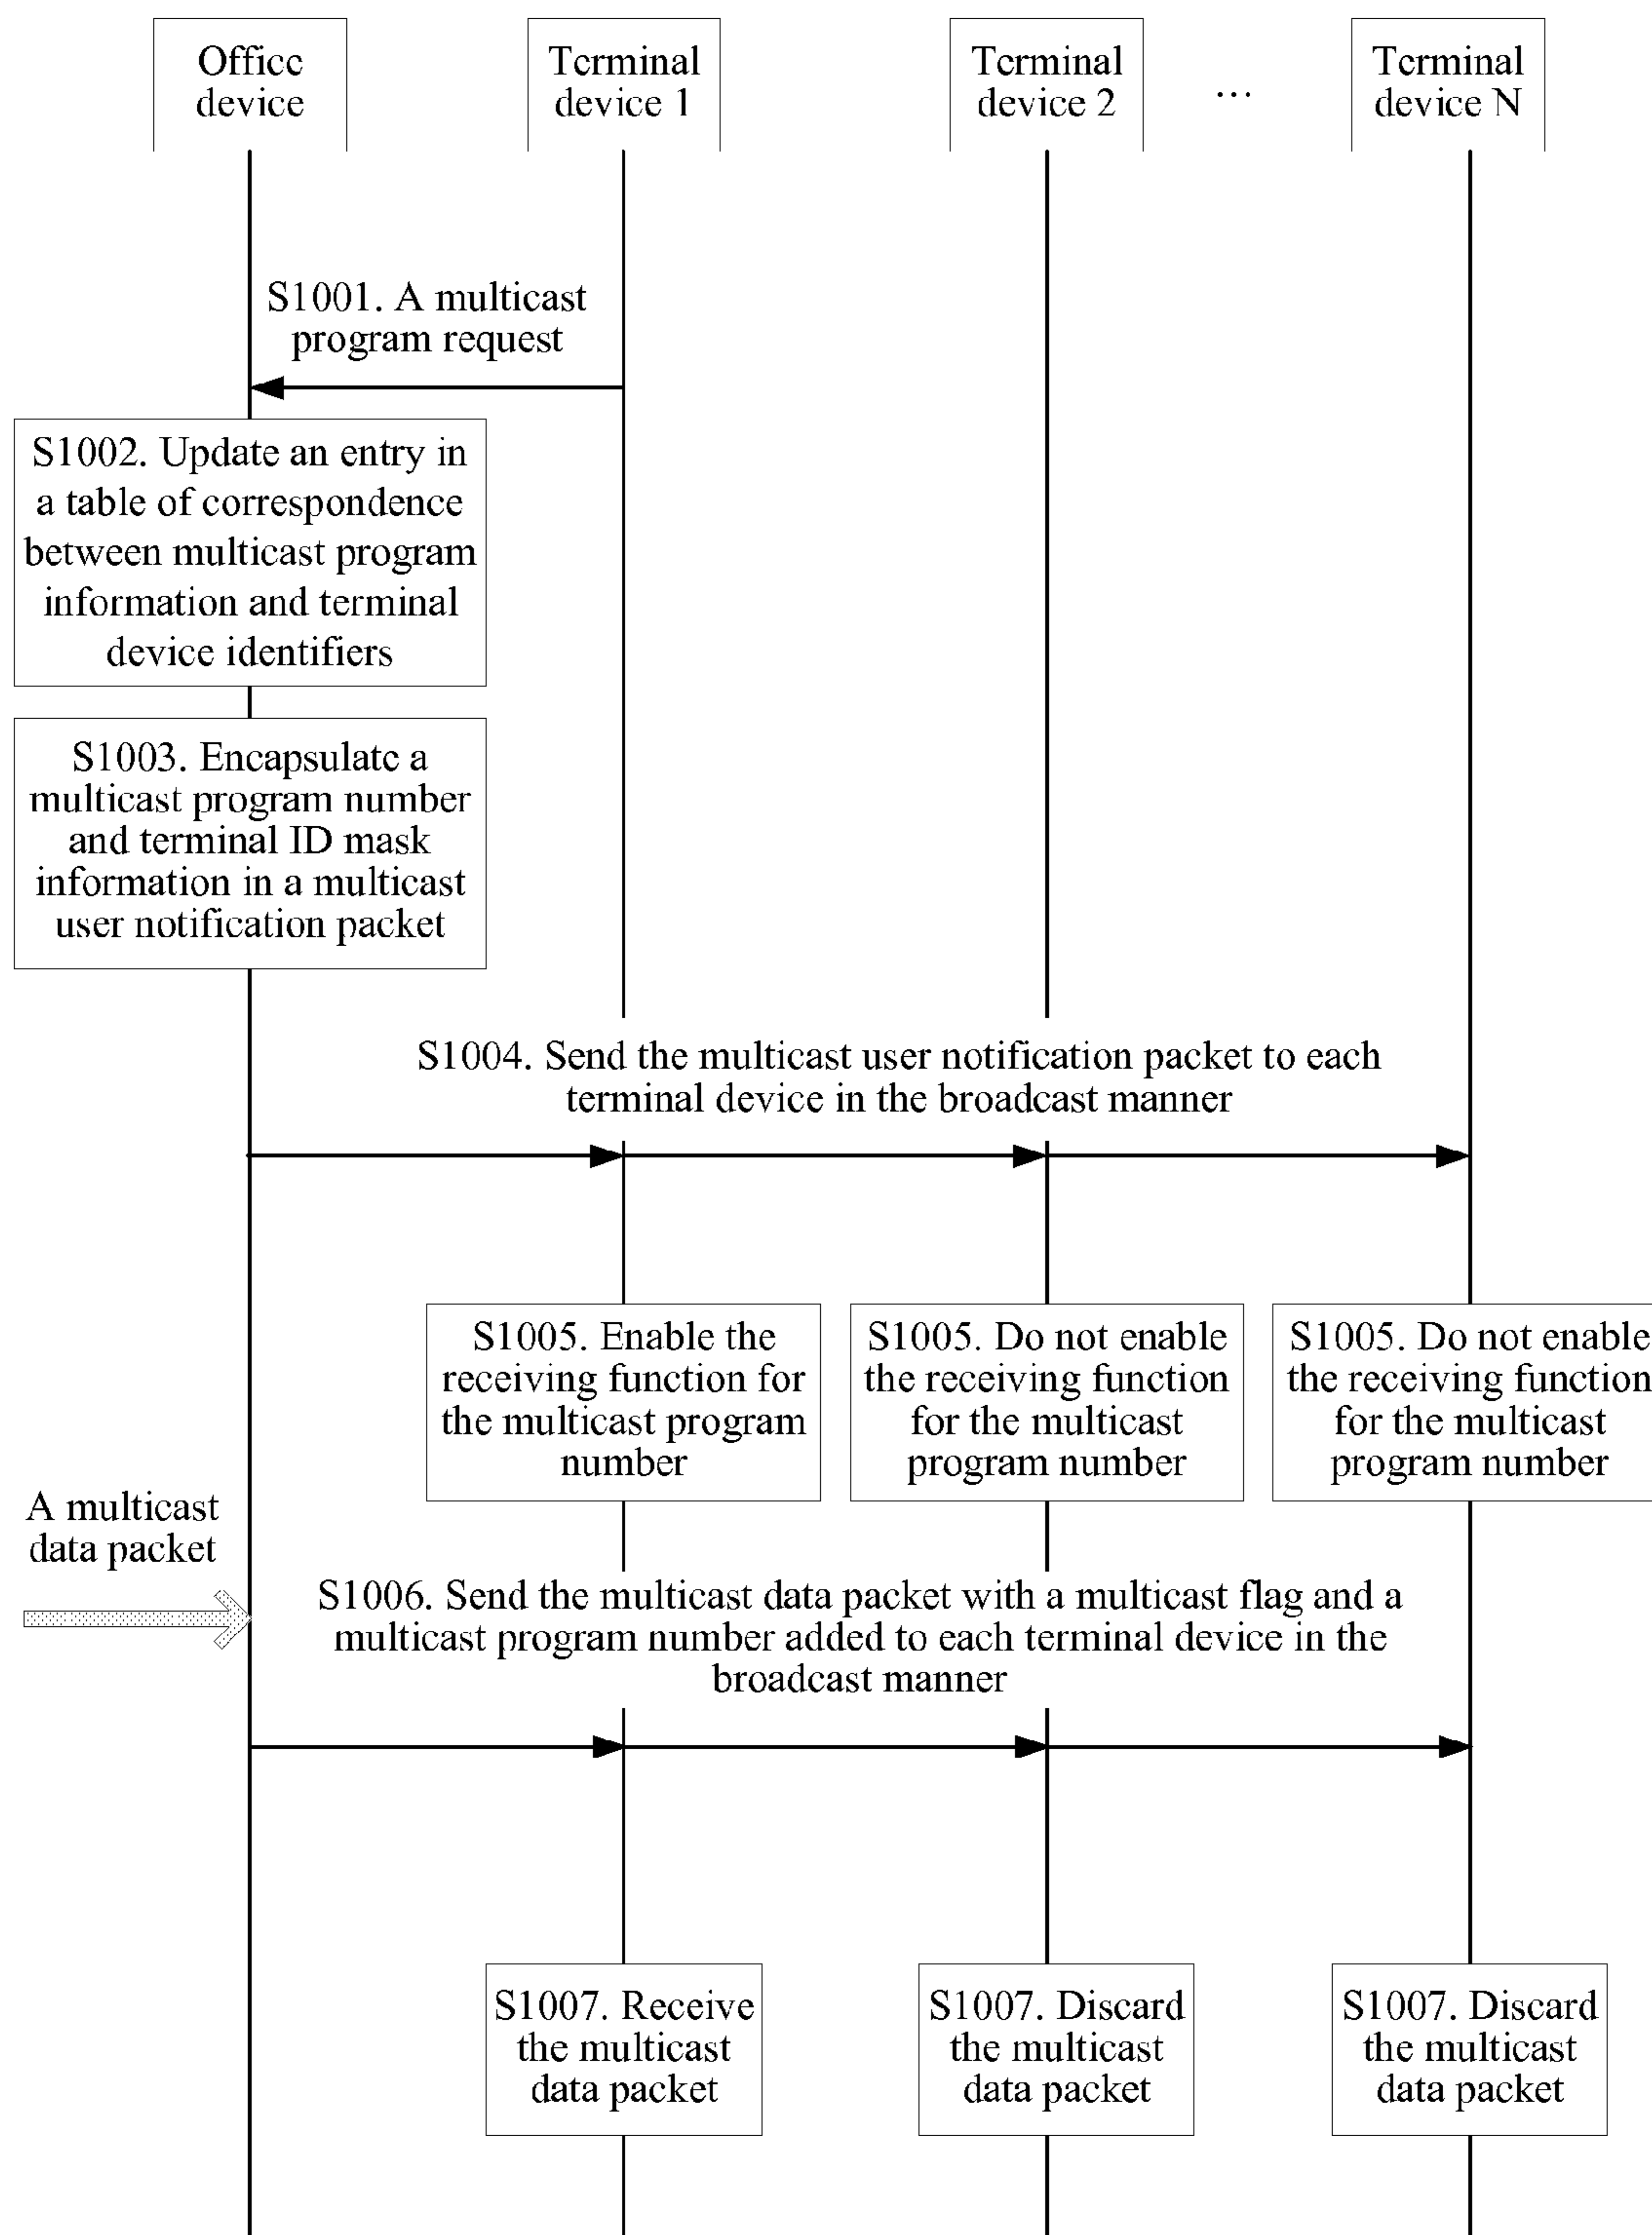 Office
device
Terminal
device 1
Terminal
device 2
...
Terminal
device N
S1001. A multicast
program request
S1002. Update an entry in
a table of correspondence
between multicast program
information and terminal
device identifiers
S1003. Encapsulate a
multicast program number
and terminal ID mask
information in a multicast
user notification packet
S1004. Send the multicast user notification packet to each
terminal device in the broadcast manner
S1005. Enable the
receiving function for
the multicast program
number
S1005. Do not enable
the receiving function
for the multicast
program number
S1005. Do not enable
the receiving function
for the multicast
program number
A multicast
data packet
S1006. Send the multicast data packet with a multicast flag and a
multicast program number added to each terminal device in the
broadcast manner
S1007. Receive
the multicast
data packet
S1007. Discard
the multicast
data packet
S1007. Discard
the multicast
data packet